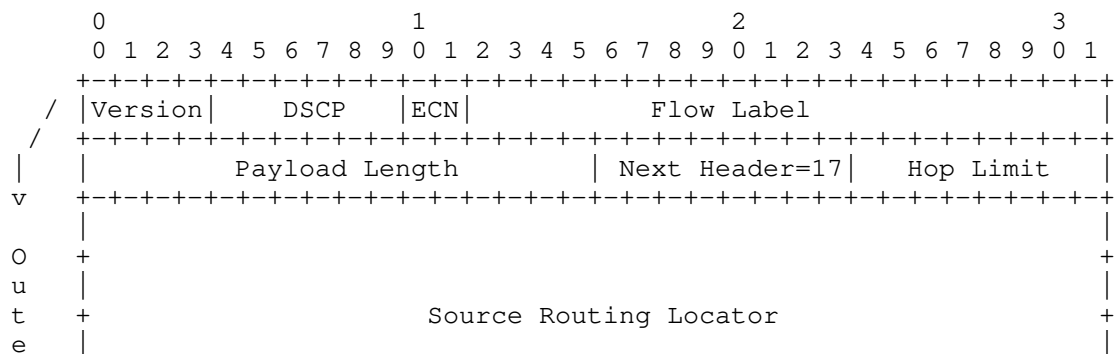 0                   1                   2                   3
        0 1 2 3 4 5 6 7 8 9 0 1 2 3 4 5 6 7 8 9 0 1 2 3 4 5 6 7 8 9 0 1
       +-+-+-+-+-+-+-+-+-+-+-+-+-+-+-+-+-+-+-+-+-+-+-+-+-+-+-+-+-+-+-+-+
     / |Version|    DSCP   |ECN|           Flow Label                  |
    /  +-+-+-+-+-+-+-+-+-+-+-+-+-+-+-+-+-+-+-+-+-+-+-+-+-+-+-+-+-+-+-+-+
   |   |         Payload Length        | Next Header=17|   Hop Limit   |
   v   +-+-+-+-+-+-+-+-+-+-+-+-+-+-+-+-+-+-+-+-+-+-+-+-+-+-+-+-+-+-+-+-+
       |                                                               |
   O   +                                                               +
   u   |                                                               |
   t   +                     Source Routing Locator                    +
   e   |                                                               |